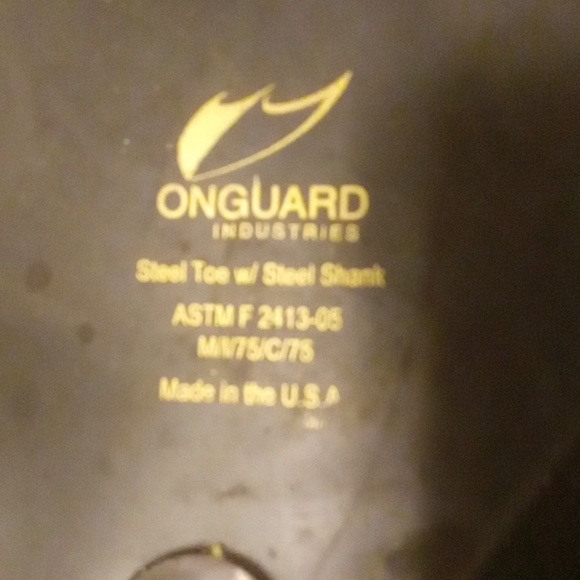 ONGUARD
INDUSTRIES
Steel Toe w/ Steel Shank
ASTM F 2413-05
M/I/75/C/75
Made in the U.S.A